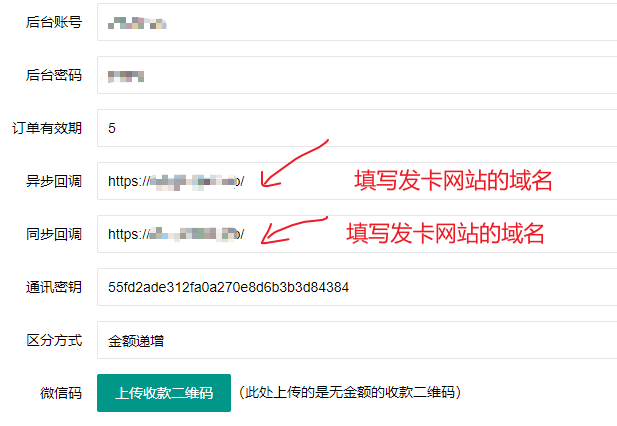 后台账号
后台密码
订单有效期 5
异步回调 https:// / 填写发卡网站的域名
同步回调 https:// / 填写发卡网站的域名
通讯密钥 55fd2ade312fa0a270e8d6b3b3d84384
区分方式 金额递增
微信码 上传收款二维码 （此处上传的是无金额的收款二维码）